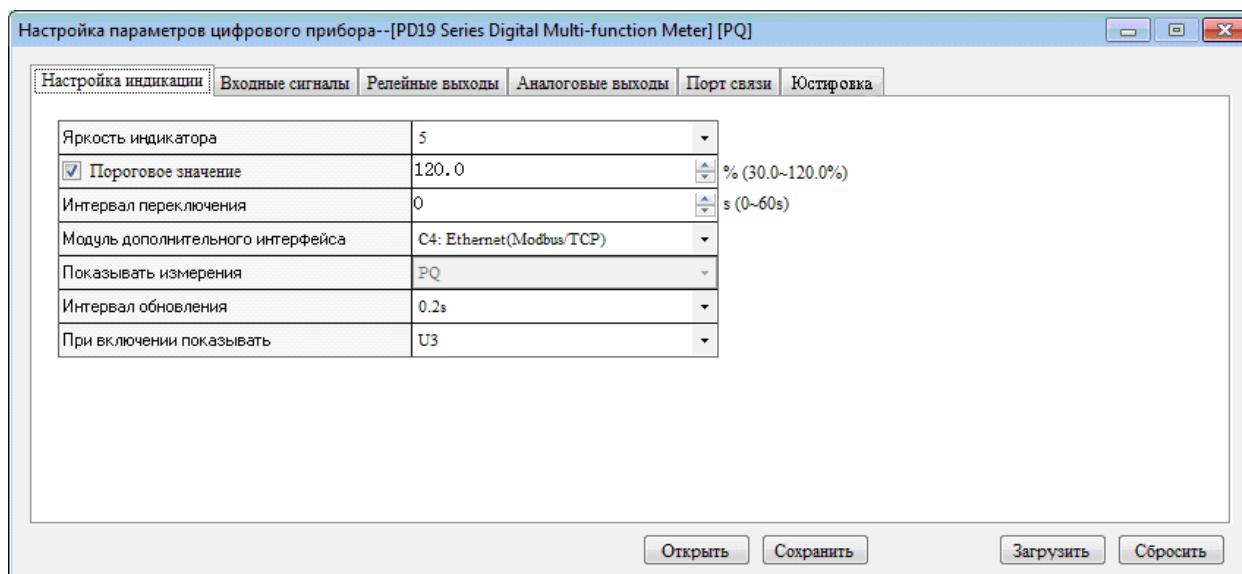 Настройка параметров цифрового прибора--[PD19 Series Digital Multi-function Meter] [PQ]
Настройка индикации Входные сигналы Релейные выходы Аналоговые выходы Порт связи Юстировка
Яркость индикатора 5
Пороговое значение 120.0 % (30.0~120.0%)
Интервал переключения 0 s (0~60s)
Модуль дополнительного интерфейса C4: Ethernet(Modbus/TCP)
Показывать измерения PQ
Интервал обновления 0.2s
При включении показывать U3
Открыть Сохранить Загрузить Сбросить